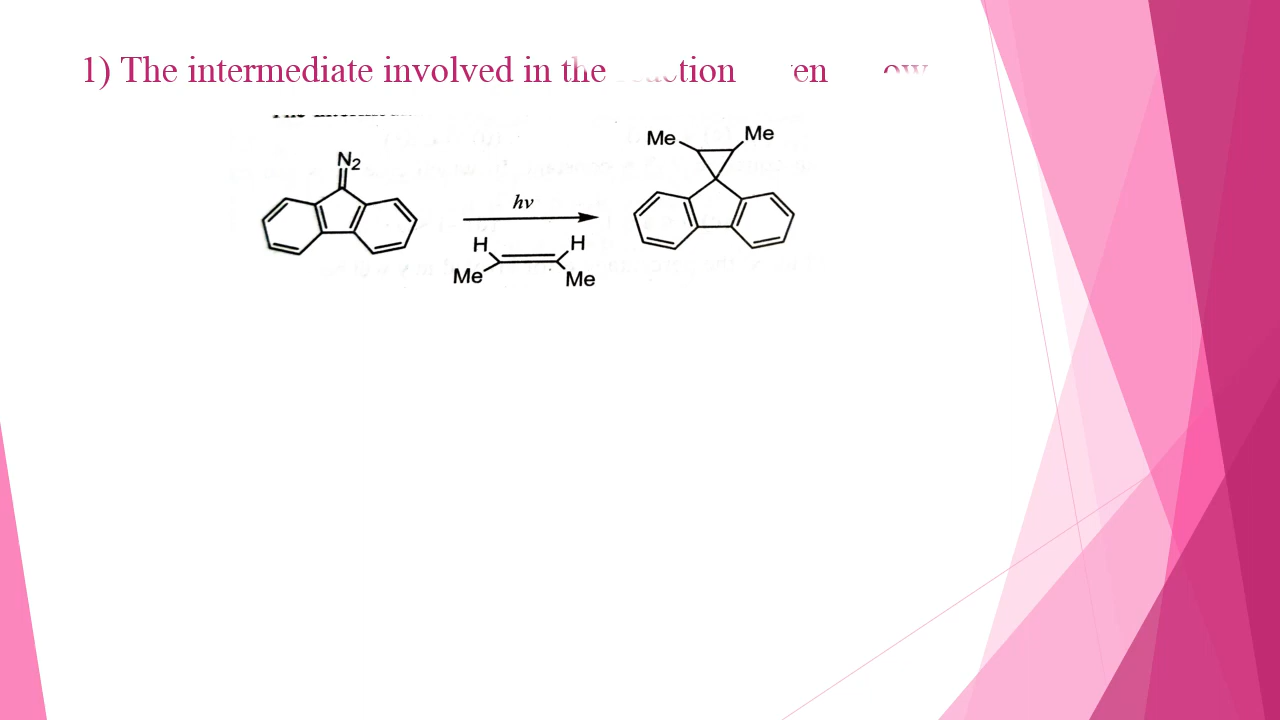 1) The intermediate involved in the
N₂
hν
H H
Me Me
Me Me